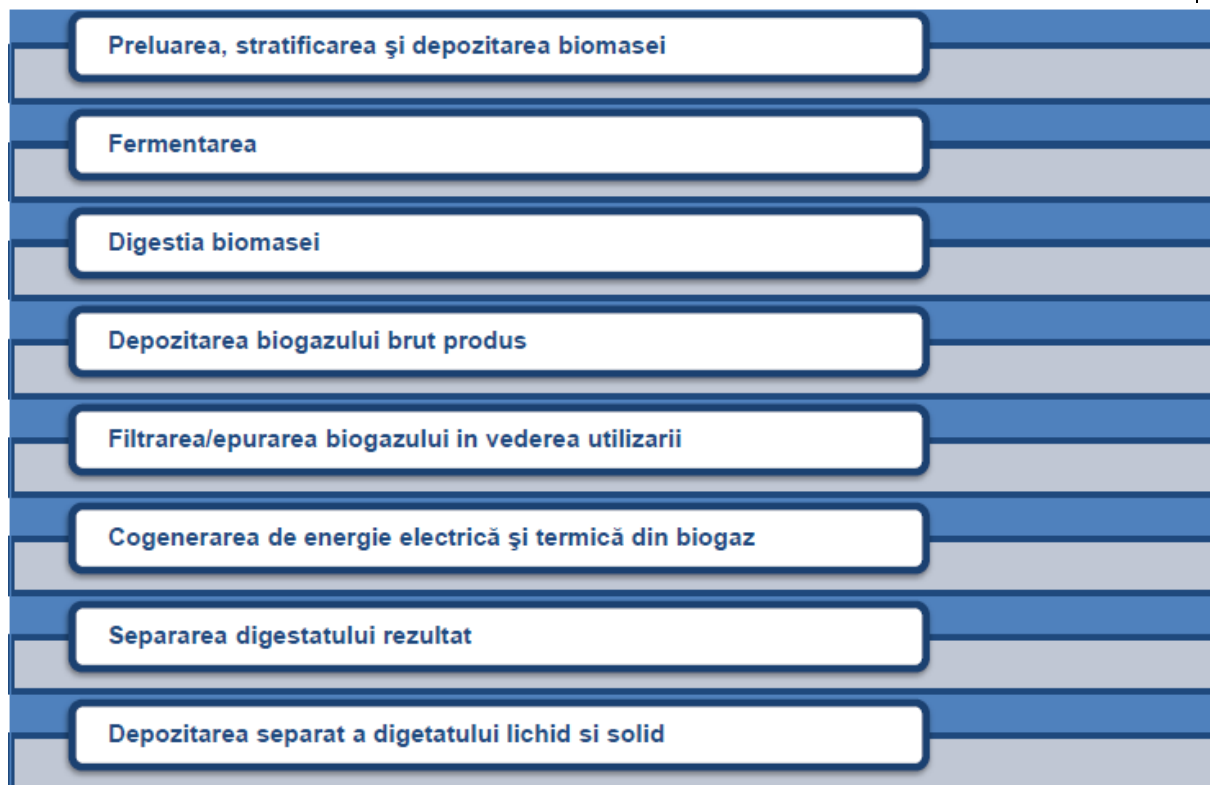 Preluarea, stratificarea şi depozitarea biomasei
Fermentarea
Digestia biomasei
Depozitarea biogazului brut produs
Filtrarea/epurarea biogazului in vederea utilizarii
Cogenerarea de energie electrică şi termică din biogaz
Separarea digestatului rezultat
Depozitarea separat a digetatului lichid si solid